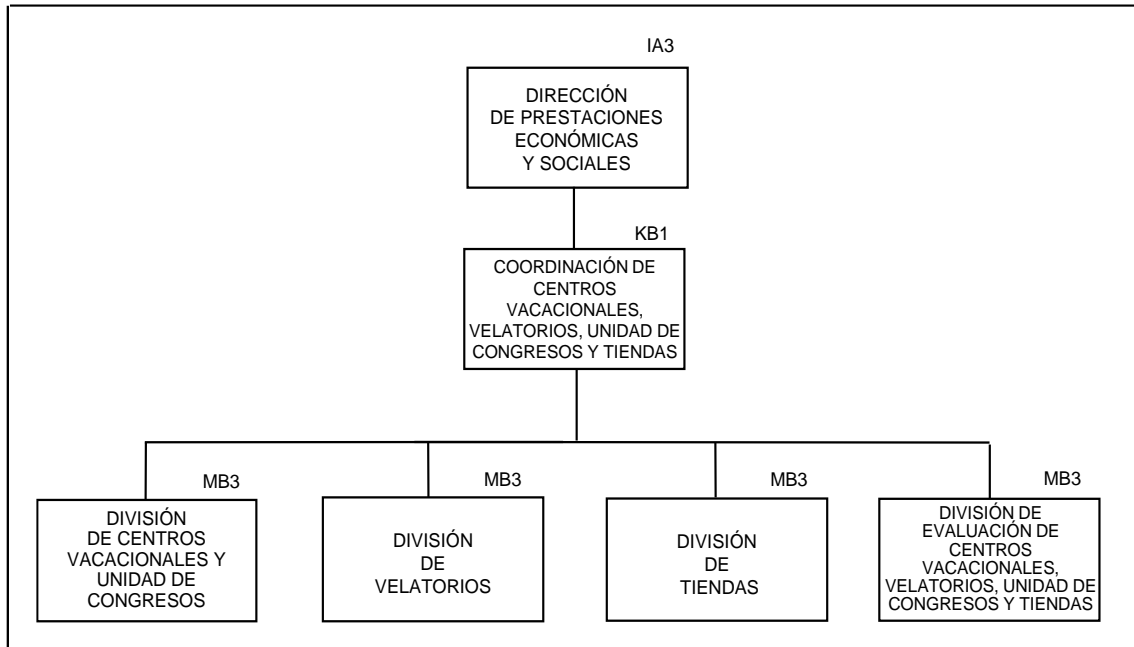 IA3
DIRECCIÓN
DE PRESTACIONES
ECONÓMICAS
Y SOCIALES
KB1
COORDINACIÓN DE
CENTROS
VACACIONALES,
VELATORIOS, UNIDAD DE
CONGRESOS Y TIENDAS
MB3
DIVISIÓN
DE CENTROS
VACACIONALES Y
UNIDAD DE
CONGRESOS
MB3
DIVISIÓN
DE
VELATORIOS
MB3
DIVISIÓN
DE
TIENDAS
MB3
DIVISIÓN DE
EVALUACIÓN DE
CENTROS
VACACIONALES,
VELATORIOS, UNIDAD DE
CONGRESOS Y TIENDAS